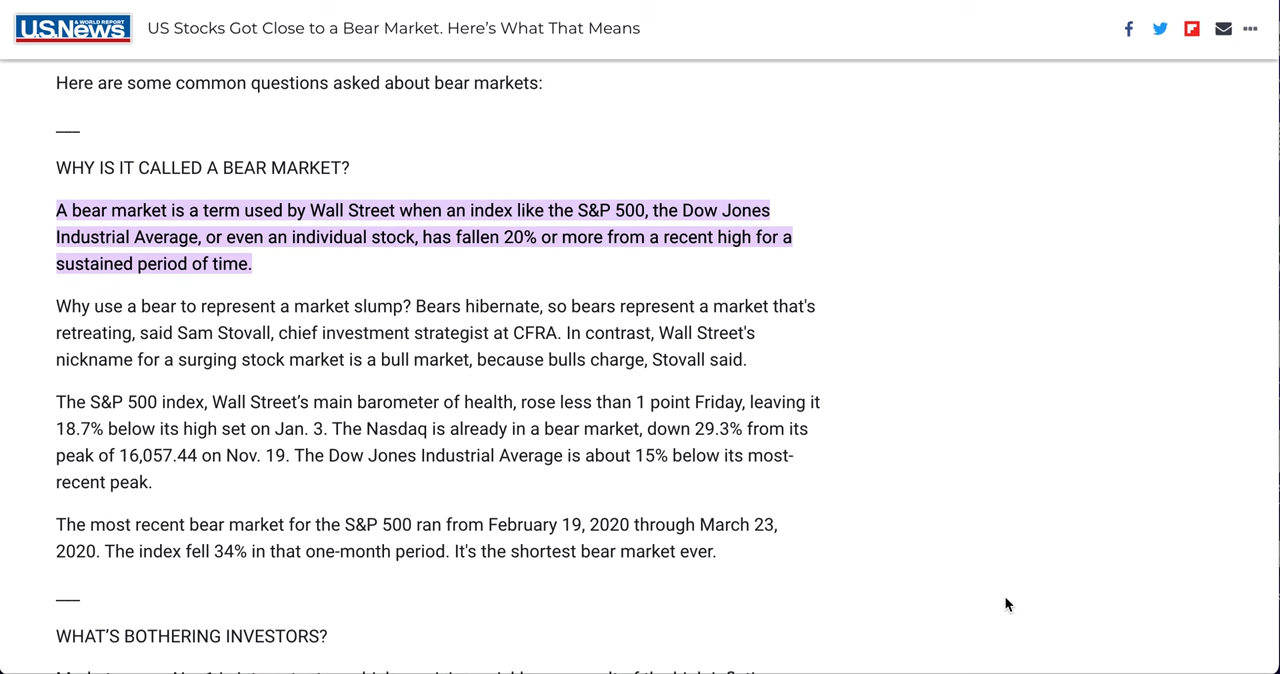 U.S.News & WORLD REPORT
US Stocks Got Close to a Bear Market. Here’s What That Means
Here are some common questions asked about bear markets:
___
WHY IS IT CALLED A BEAR MARKET?
A bear market is a term used by Wall Street when an index like the S&P 500, the Dow Jones
Industrial Average, or even an individual stock, has fallen 20% or more from a recent high for a
sustained period of time.
Why use a bear to represent a market slump? Bears hibernate, so bears represent a market that's
retreating, said Sam Stovall, chief investment strategist at CFRA. In contrast, Wall Street's
nickname for a surging stock market is a bull market, because bulls charge, Stovall said.
The S&P 500 index, Wall Street’s main barometer of health, rose less than 1 point Friday, leaving it
18.7% below its high set on Jan. 3. The Nasdaq is already in a bear market, down 29.3% from its
peak of 16,057.44 on Nov. 19. The Dow Jones Industrial Average is about 15% below its most-
recent peak.
The most recent bear market for the S&P 500 ran from February 19, 2020 through March 23,
2020. The index fell 34% in that one-month period. It's the shortest bear market ever.
___
WHAT’S BOTHERING INVESTORS?